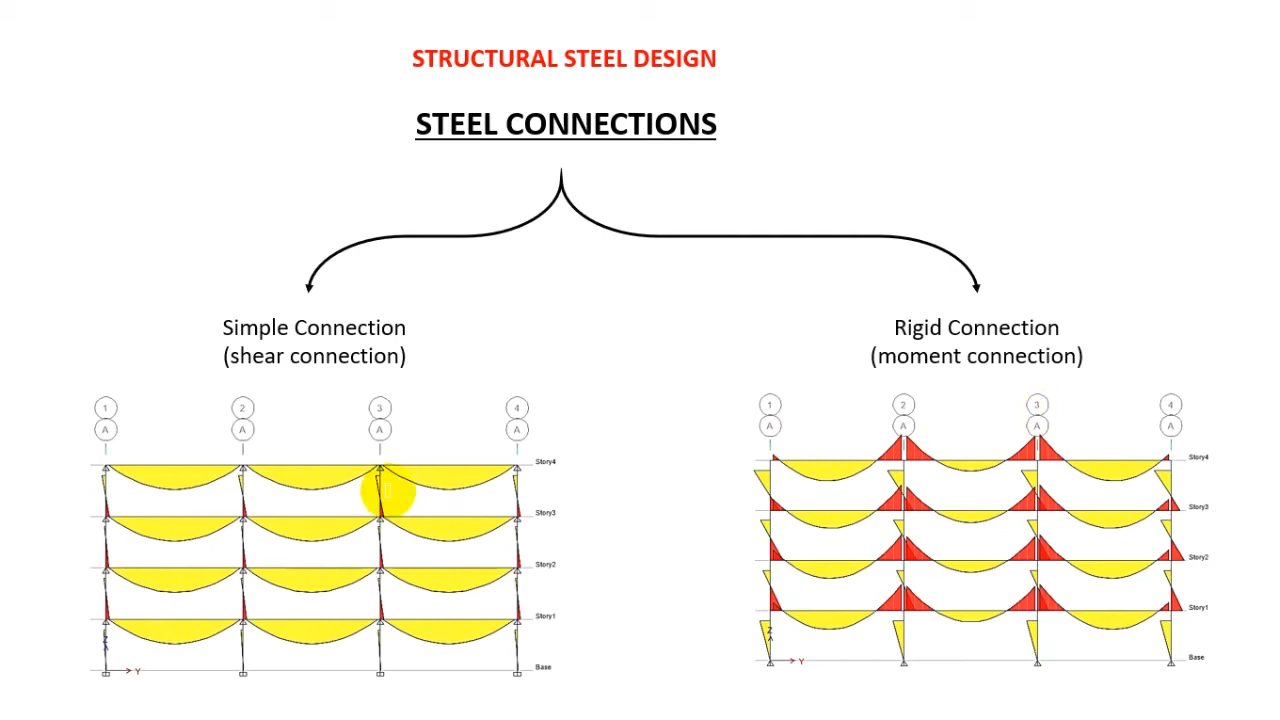 STRUCTURAL STEEL DESIGN
STEEL CONNECTIONS
Simple Connection
(shear connection)
Rigid Connection
(moment connection)
1 2 3 4
A A A A
Story4
Story3
Story2
Story1
Z
Base
Y
1 2 3 4
A A A A
Story4
Story3
Story2
Story1
Z
Base
Y